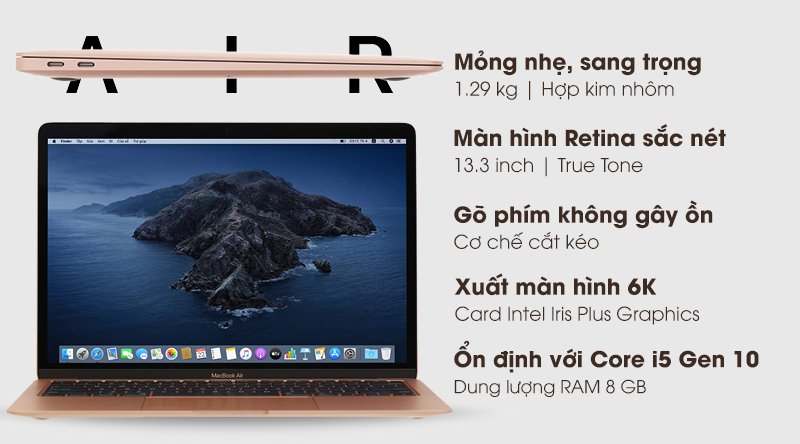 AIR
Mỏng nhẹ, sang trọng
1.29 kg | Hợp kim nhôm
Màn hình Retina sắc nét
13.3 inch | True Tone
Gõ phím không gây ồn
Cơ chế cắt kéo
Xuất màn hình 6K
Card Intel Iris Plus Graphics
Ổn định với Core i5 Gen 10
Dung lượng RAM 8 GB
Finder
MacBook Air